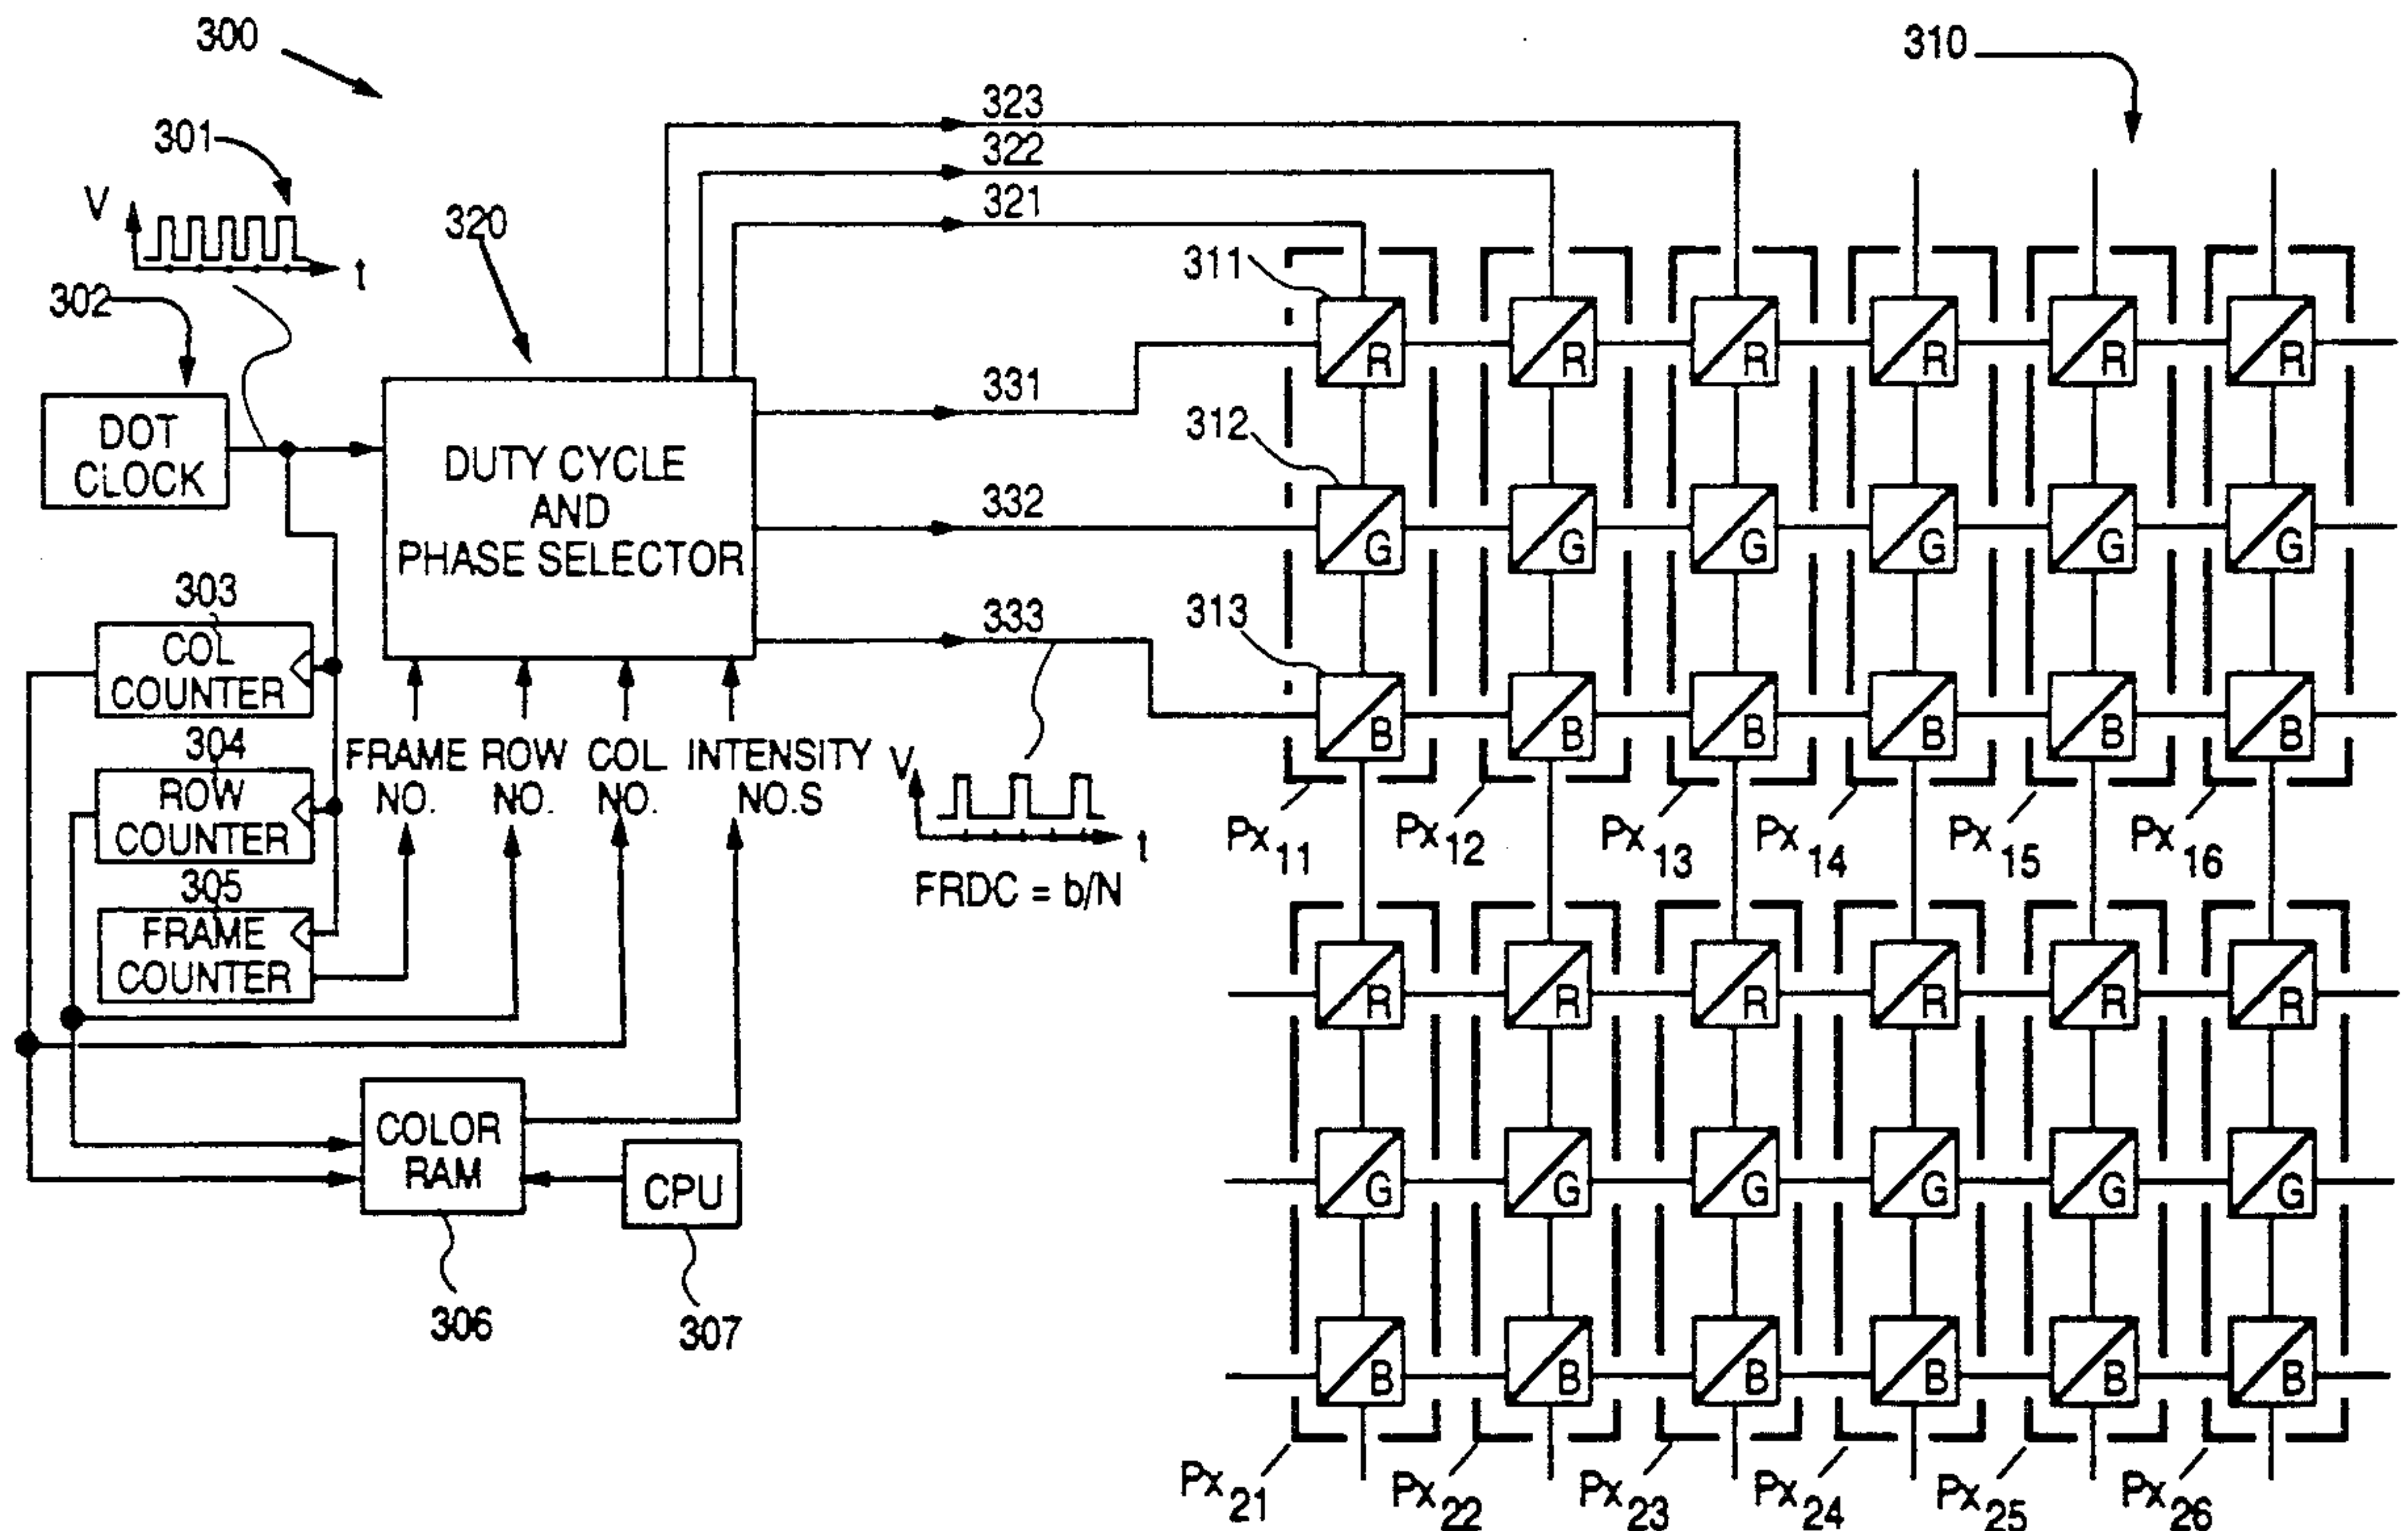 300
310
323
322
321
301
V
t
302
320
DOT
CLOCK
DUTY CYCLE
AND
PHASE SELECTOR
331
332
333
311
312
313
R R R R R R
G G G G G G
B B B B B B
303
COL
COUNTER
304
ROW
COUNTER
305
FRAME
COUNTER
FRAME ROW COL INTENSITY
NO. NO. NO. NO.S
V
t
FRDC = b/N
Px11 Px12 Px13 Px14 Px15 Px16
R R R R R R
G G G G G G
B B B B B B
COLOR
RAM
CPU
306
307
Px21 Px22 Px23 Px24 Px25 Px26